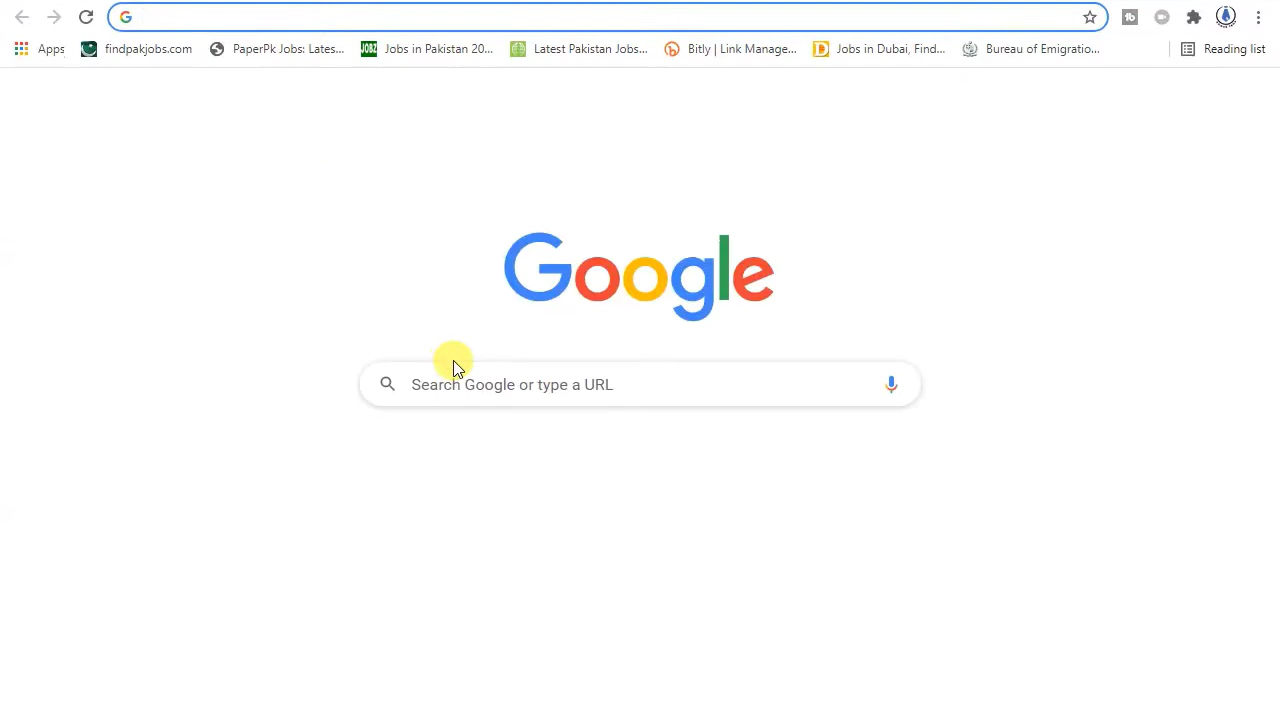 Apps findpakjobs.com PaperPk Jobs: Lates... JOBZ Jobs in Pakistan 20... Latest Pakistan Jobs... Bitly | Link Manage... Jobs in Dubai, Find... Bureau of Emigratio... Reading list
Google
Search Google or type a URL